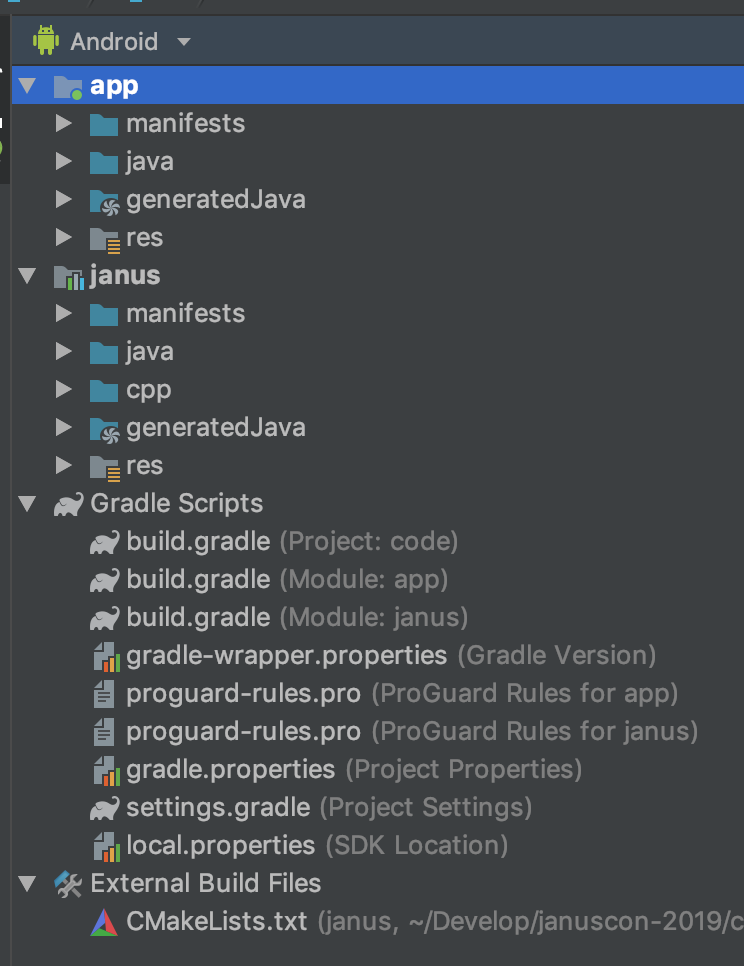 Android
app
manifests
java
generatedJava
res
janus
manifests
java
cpp
generatedJava
res
Gradle Scripts
build.gradle (Project: code)
build.gradle (Module: app)
build.gradle (Module: janus)
gradle-wrapper.properties (Gradle Version)
proguard-rules.pro (ProGuard Rules for app)
proguard-rules.pro (ProGuard Rules for janus)
gradle.properties (Project Properties)
settings.gradle (Project Settings)
local.properties (SDK Location)
External Build Files
CMakeLists.txt (janus, ~/Develop/januscon-2019/c